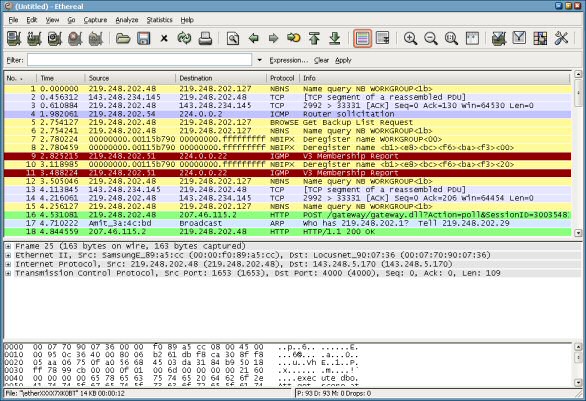 (Untitled) - Ethereal
File Edit View Go Capture Analyze Statistics Help
Filter: Expression... Clear Apply
No. Time Source Destination Protocol Info
1 0.000000 219.248.202.48 219.248.202.127 NBNS Name query NB WORKGROUP<1b>
2 0.456312 143.248.234.145 219.248.202.48 TCP [TCP segment of a reassembled PDU]
3 0.610884 219.248.202.48 143.248.234.145 TCP 2992 > 33331 [ACK] Seq=0 Ack=130 Win=64530 Len=0
4 1.982061 219.248.202.54 224.0.0.2 ICMP Router solicitation
5 2.754127 219.248.202.48 219.248.202.127 BROWSE Get Backup List Request
6 2.754241 219.248.202.48 219.248.202.127 NBNS Name query NB WORKGROUP<1b>
7 2.780224 00000000.00115b790 00000000.ffffffffff NBIPX Deregister name <b1><e8><bc><f6><ba><f3><00>
8 2.780459 00000000.00115b790 00000000.ffffffffff NBIPX Deregister name <b1><e8><bc><f6><ba><f3><00>
9 2.825215 219.248.202.51 224.0.0.22 IGMP V3 Membership Report
10 3.118985 00000000.00115b790 00000000.ffffffffff NBIPX Deregister name <b1><e8><bc><f6><ba><f3><20>
11 3.488224 219.248.202.51 224.0.0.22 IGMP V3 Membership Report
12 3.505046 219.248.202.48 219.248.202.127 NBNS Name query NB WORKGROUP<1b>
13 4.113845 143.248.234.145 219.248.202.48 TCP [TCP segment of a reassembled PDU]
14 4.216061 219.248.202.48 143.248.234.145 TCP 2992 > 33331 [ACK] Seq=0 Ack=206 Win=64454 Len=0
15 4.256127 219.248.202.48 219.248.202.127 NBNS Name query NB WORKGROUP<1b>
16 4.531081 219.248.202.48 207.46.115.2 HTTP POST /gateway/gateway.dll?Action=poll&SessionID=3003548
17 4.710222 Amit_3a:4c:bd Broadcast ARP Who has 219.248.202.1? Tell 219.248.202.29
18 4.844559 207.46.115.2 219.248.202.48 HTTP HTTP/1.1 200 OK
Frame 25 (163 bytes on wire, 163 bytes captured)
Ethernet II, Src: SamsungE_89:a5:cc (00:00:f0:89:a5:cc), Dst: Locusnet_90:07:36 (00:07:70:90:07:36)
Internet Protocol, Src: 219.248.202.48 (219.248.202.48), Dst: 143.248.5.170 (143.248.5.170)
Transmission Control Protocol, Src Port: 1653 (1653), Dst Port: 4000 (4000), Seq: 0, Ack: 0, Len: 109
0000 00 07 70 90 07 36 00 00 f0 89 a5 cc 08 00 45 00 ..p..6.. ......E.
0010 00 95 0c 36 40 00 80 06 b2 61 db f8 ca 30 8f f8 ...6@... .a...0..
0020 05 aa 06 75 0f a0 56 68 45 03 da 31 84 b9 50 18 ...u..Vh E..1..P.
0030 ff 78 99 cb 00 00 0f 01 00 6d 00 00 00 00 21 60 .x...... .m....!`
0040 00 00 00 00 65 78 65 63 75 74 65 20 64 62 6f 2e ....exec ute dbo.
File: "\etherXXXX7X0BT" 14 KB 00:00:12
P: 93 D: 93 M: 0 Drops: 0